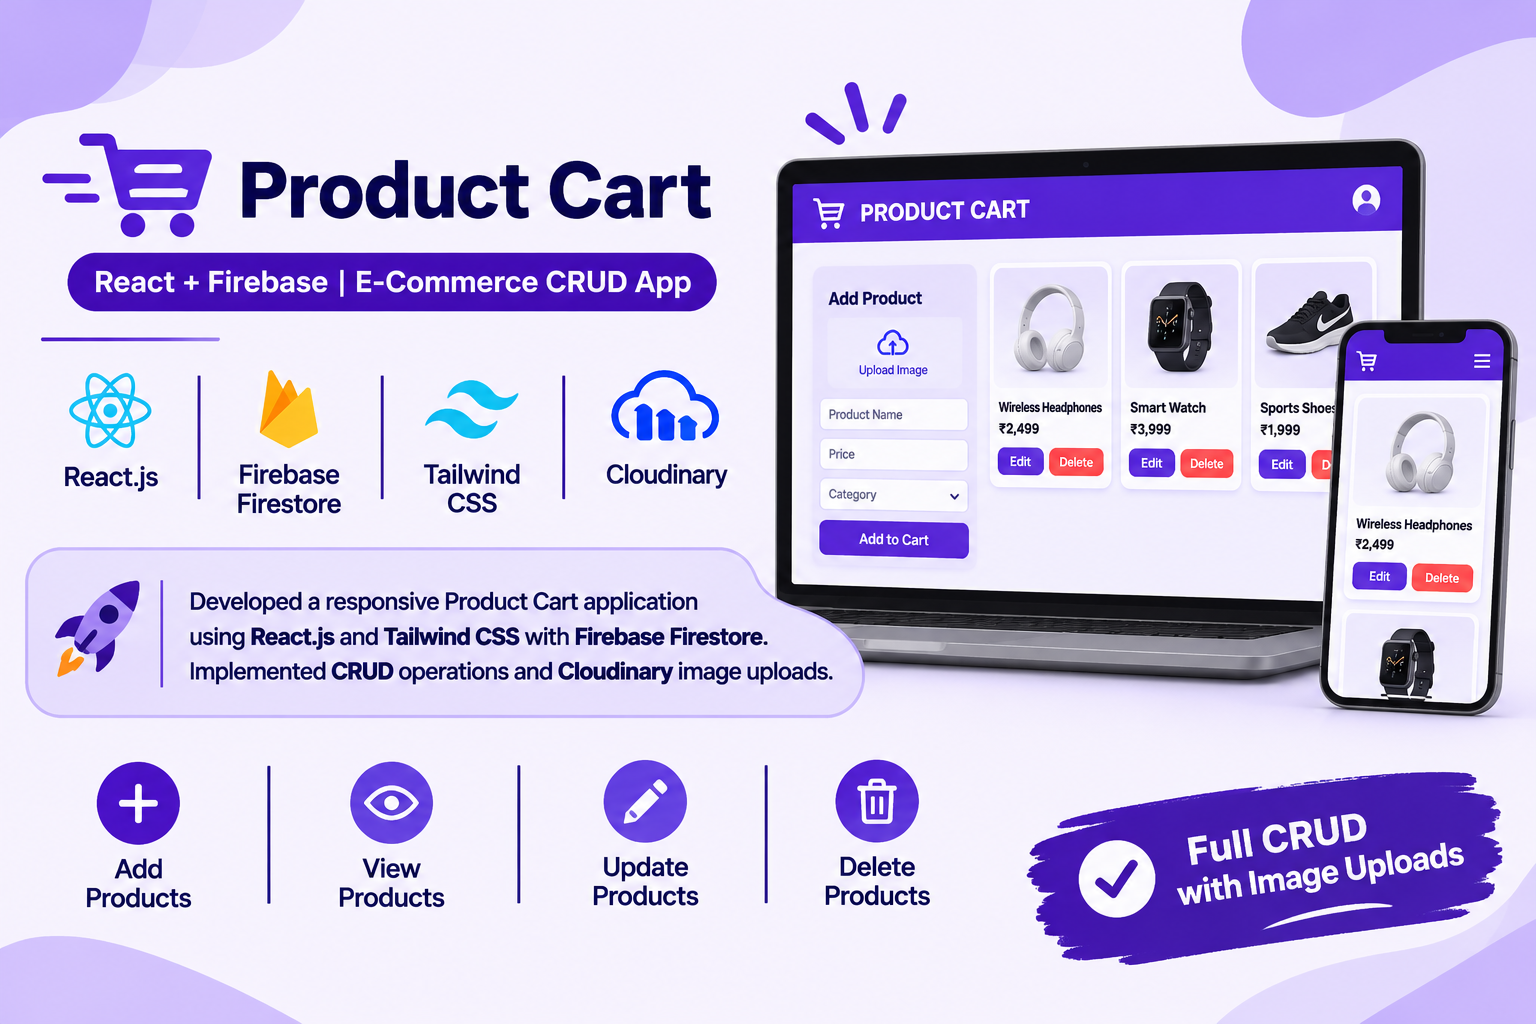 Product Cart
React + Firebase | E-Commerce CRUD App
React.js
Firebase
Firestore
Tailwind
CSS
Cloudinary
Developed a responsive Product Cart application
using React.js and Tailwind CSS with Firebase Firestore.
Implemented CRUD operations and Cloudinary image uploads.
Add
Products
View
Products
Update
Products
Delete
Products
PRODUCT CART
Add Product
Upload Image
Product Name
Price
Category
Add to Cart
Wireless Headphones
₹2,499
Edit
Delete
Smart Watch
₹3,999
Edit
Delete
Sports Shoes
₹1,999
Edit
D
Wireless Headphones
₹2,499
Edit
Delete
Full CRUD
with Image Uploads